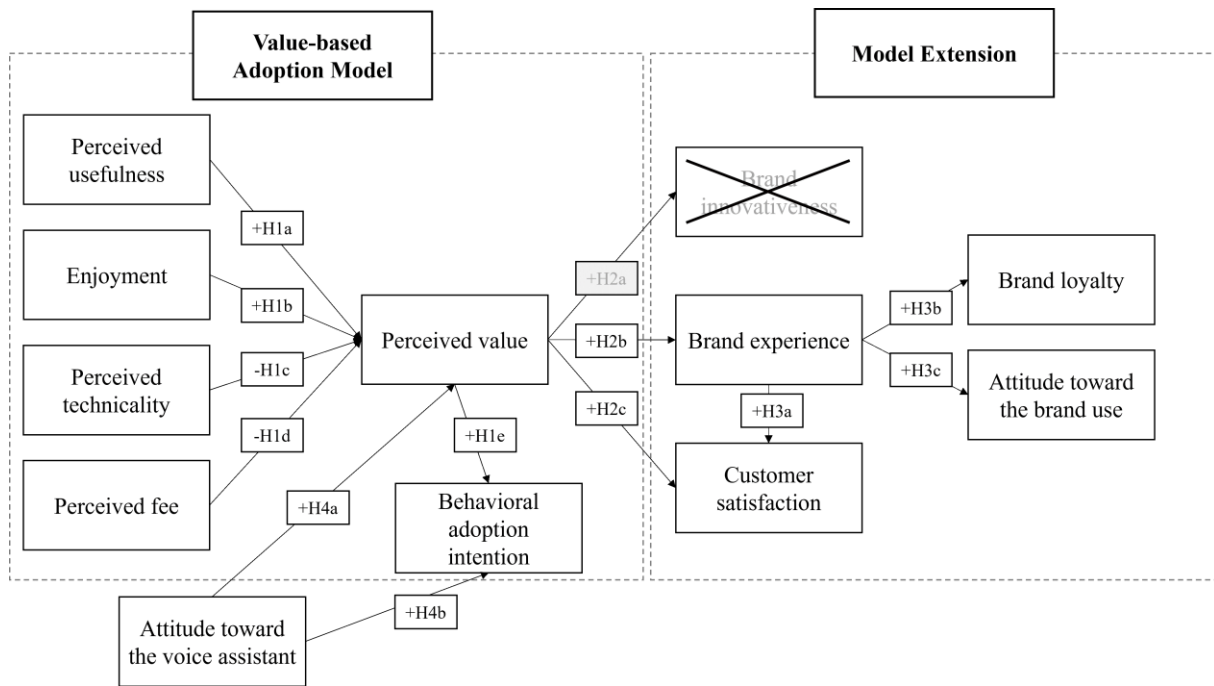 Value-based
Adoption Model
Model Extension
Perceived
usefulness
Enjoyment
Perceived
technicality
Perceived fee
+H1a
+H1b
-H1c
-H1d
Perceived value
+H4a
+H1e
Behavioral
adoption
intention
+H4b
Attitude toward
the voice assistant
+H2a
+H2b
+H2c
Brand
innovativeness
Brand experience
+H3a
Customer
satisfaction
+H3b
+H3c
Brand loyalty
Attitude toward
the brand use